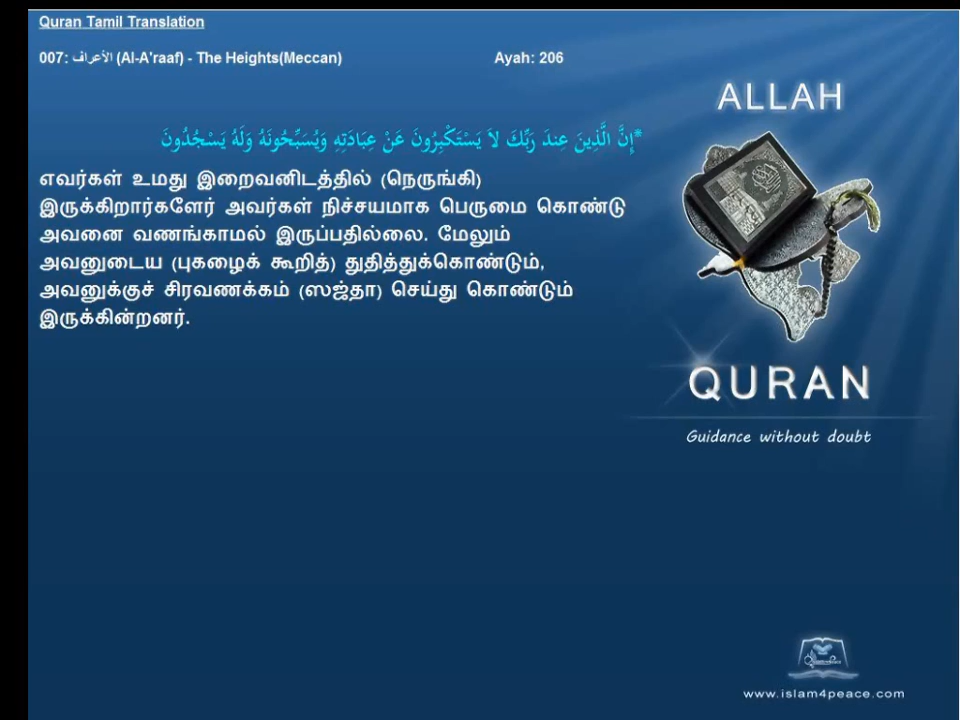 Quran Tamil Translation
007: الأعراف (Al-A'raaf) - The Heights(Meccan) Ayah: 206
ALLAH
*إِنَّ الَّذِينَ عِندَ رَبِّكَ لاَ يَسْتَكْبِرُونَ عَنْ عِبَادَتِهِ وَيُسَبِّحُونَهُ وَلَهُ يَسْجُدُونَ
எவர்கள் உமது இறைவனிடத்தில் (நெருங்கி)
இருக்கிறார்களேர் அவர்கள் நிச்சயமாக பெருமை கொண்டு
அவனை வணங்காமல் இருப்பதில்லை. மேலும்
அவனுடைய (புகழைக் கூறித்) துதித்துக்கொண்டும்,
அவனுக்குச் சிரவணக்கம் (ஸஜ்தா) செய்து கொண்டும்
இருக்கின்றனர்.
QURAN
Guidance without doubt
www.islam4peace.com